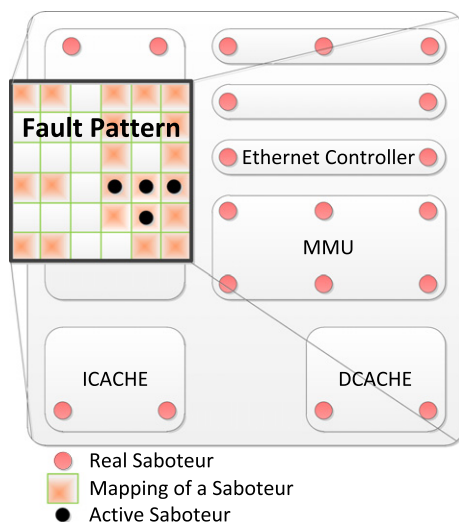 Fault Pattern
Ethernet Controller
MMU
ICACHE
DCACHE
Real Saboteur
Mapping of a Saboteur
Active Saboteur